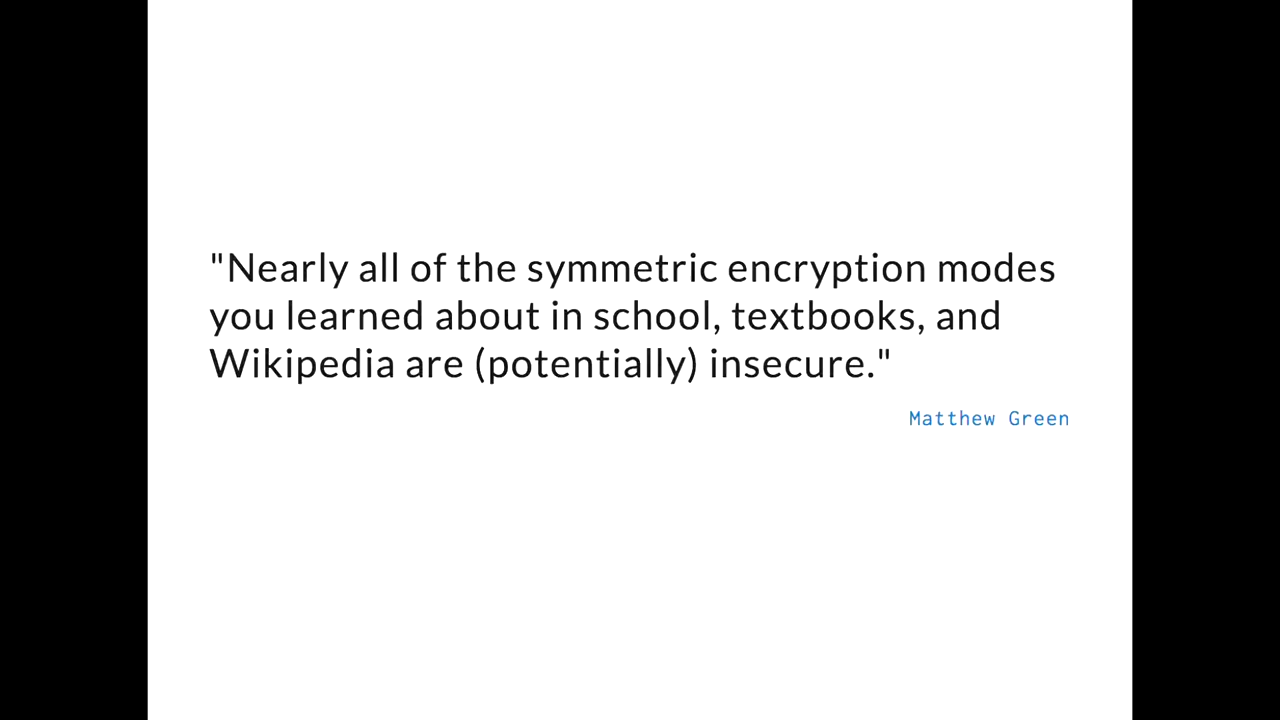 "Nearly all of the symmetric encryption modes
you learned about in school, textbooks, and
Wikipedia are (potentially) insecure."
Matthew Green